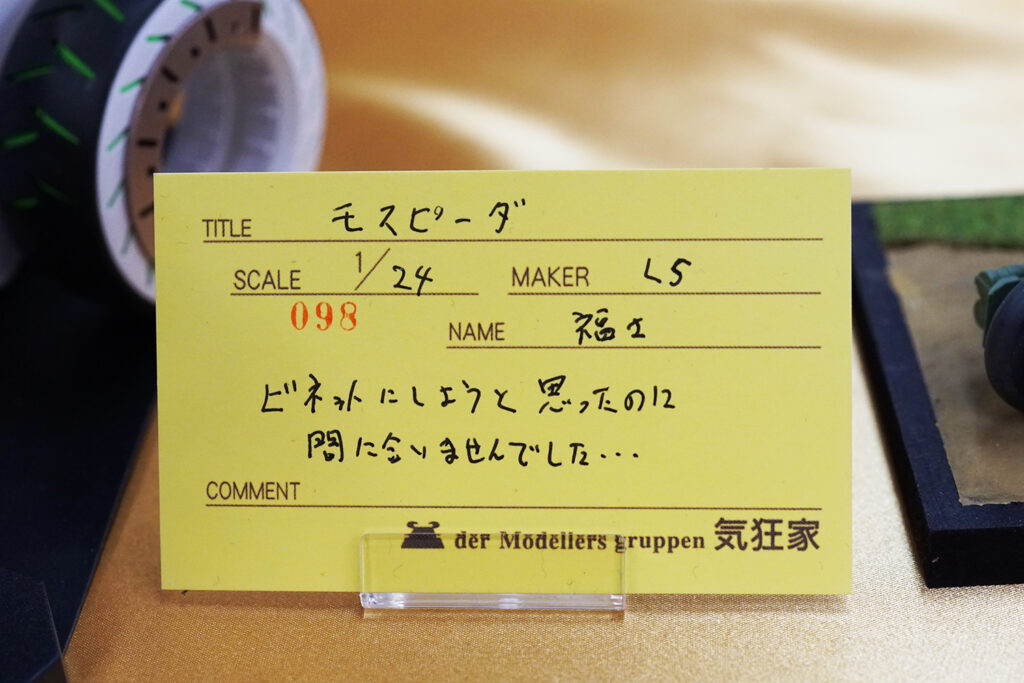 TITLE モスピーダ
SCALE 1/24 MAKER LS
098
NAME 福士
ビネットにしようと思ったのに
間に合いませんでした...
COMMENT
der Modellers gruppen 気狂家